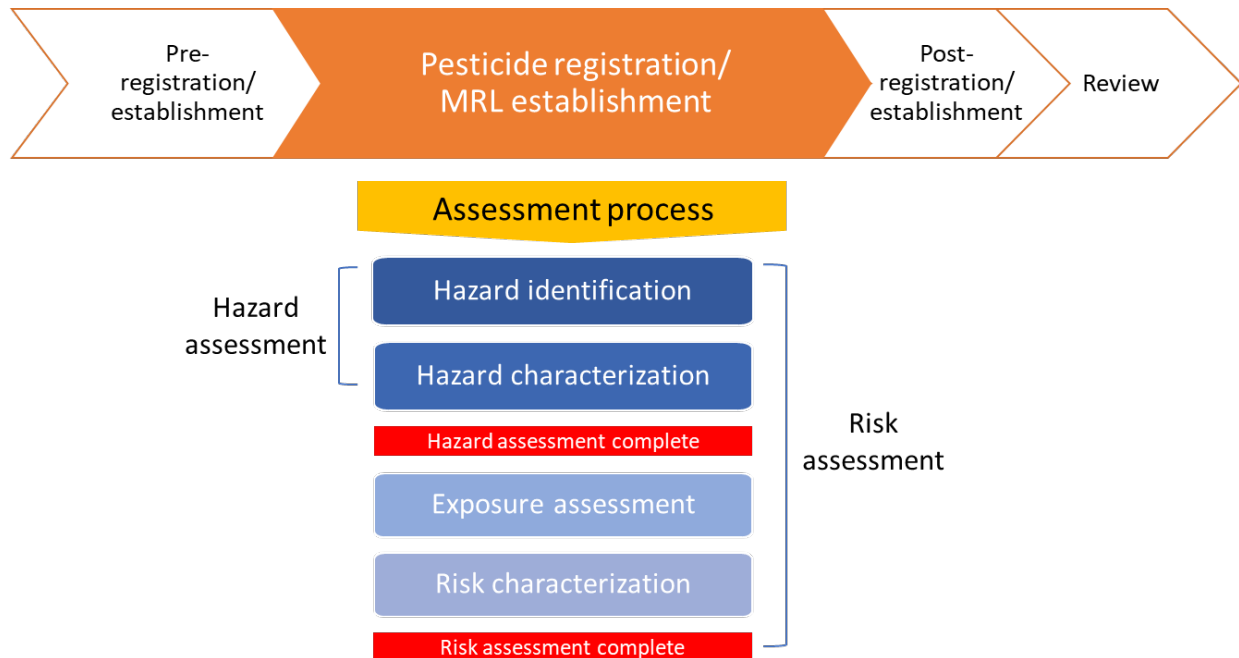 Pre-
registration/
establishment
Pesticide registration/
MRL establishment
Post-
registration/
establishment
Review
Assessment process
Hazard
assessment
Hazard identification
Hazard characterization
Hazard assessment complete
Exposure assessment
Risk characterization
Risk assessment complete
Risk
assessment